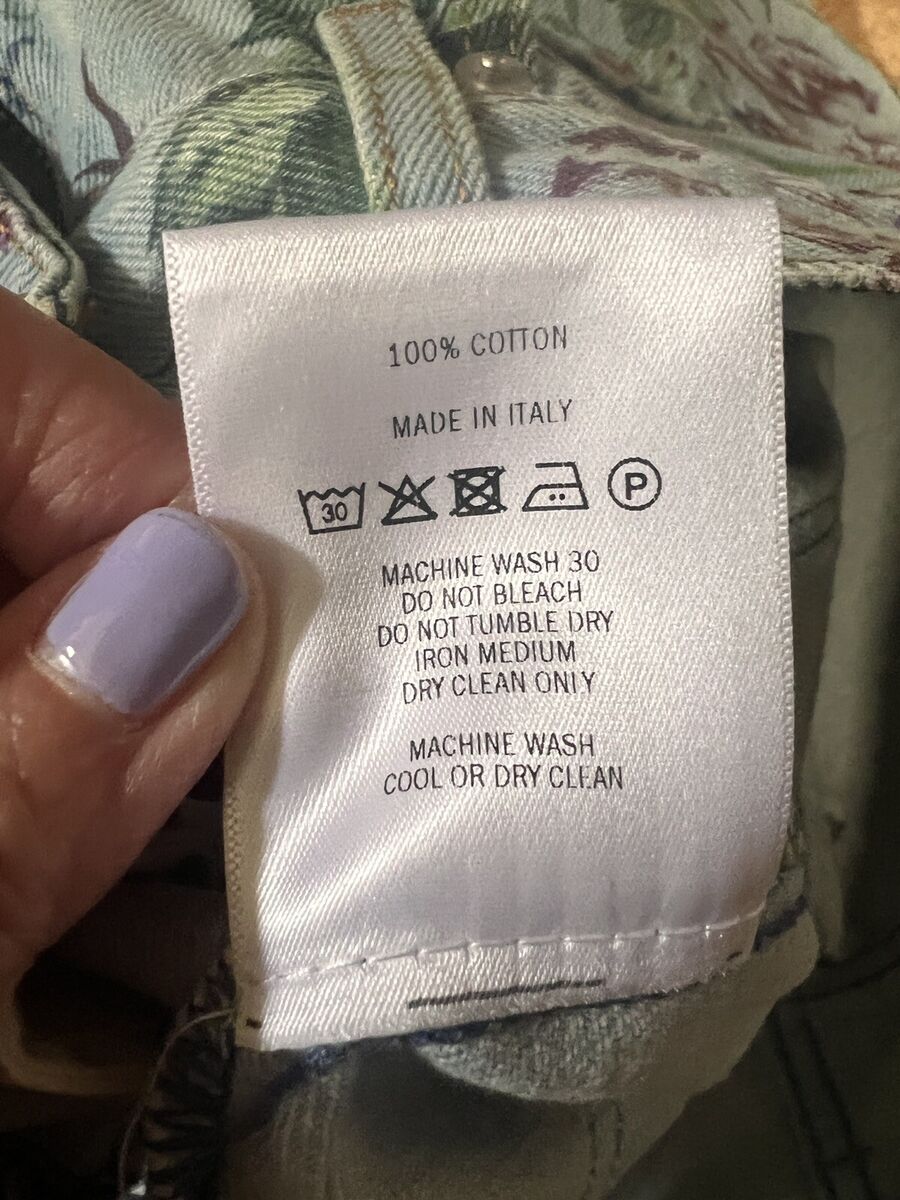 100% COTTON
MADE IN ITALY
30 P
MACHINE WASH 30
DO NOT BLEACH
DO NOT TUMBLE DRY
IRON MEDIUM
DRY CLEAN ONLY
MACHINE WASH
COOL OR DRY CLEAN